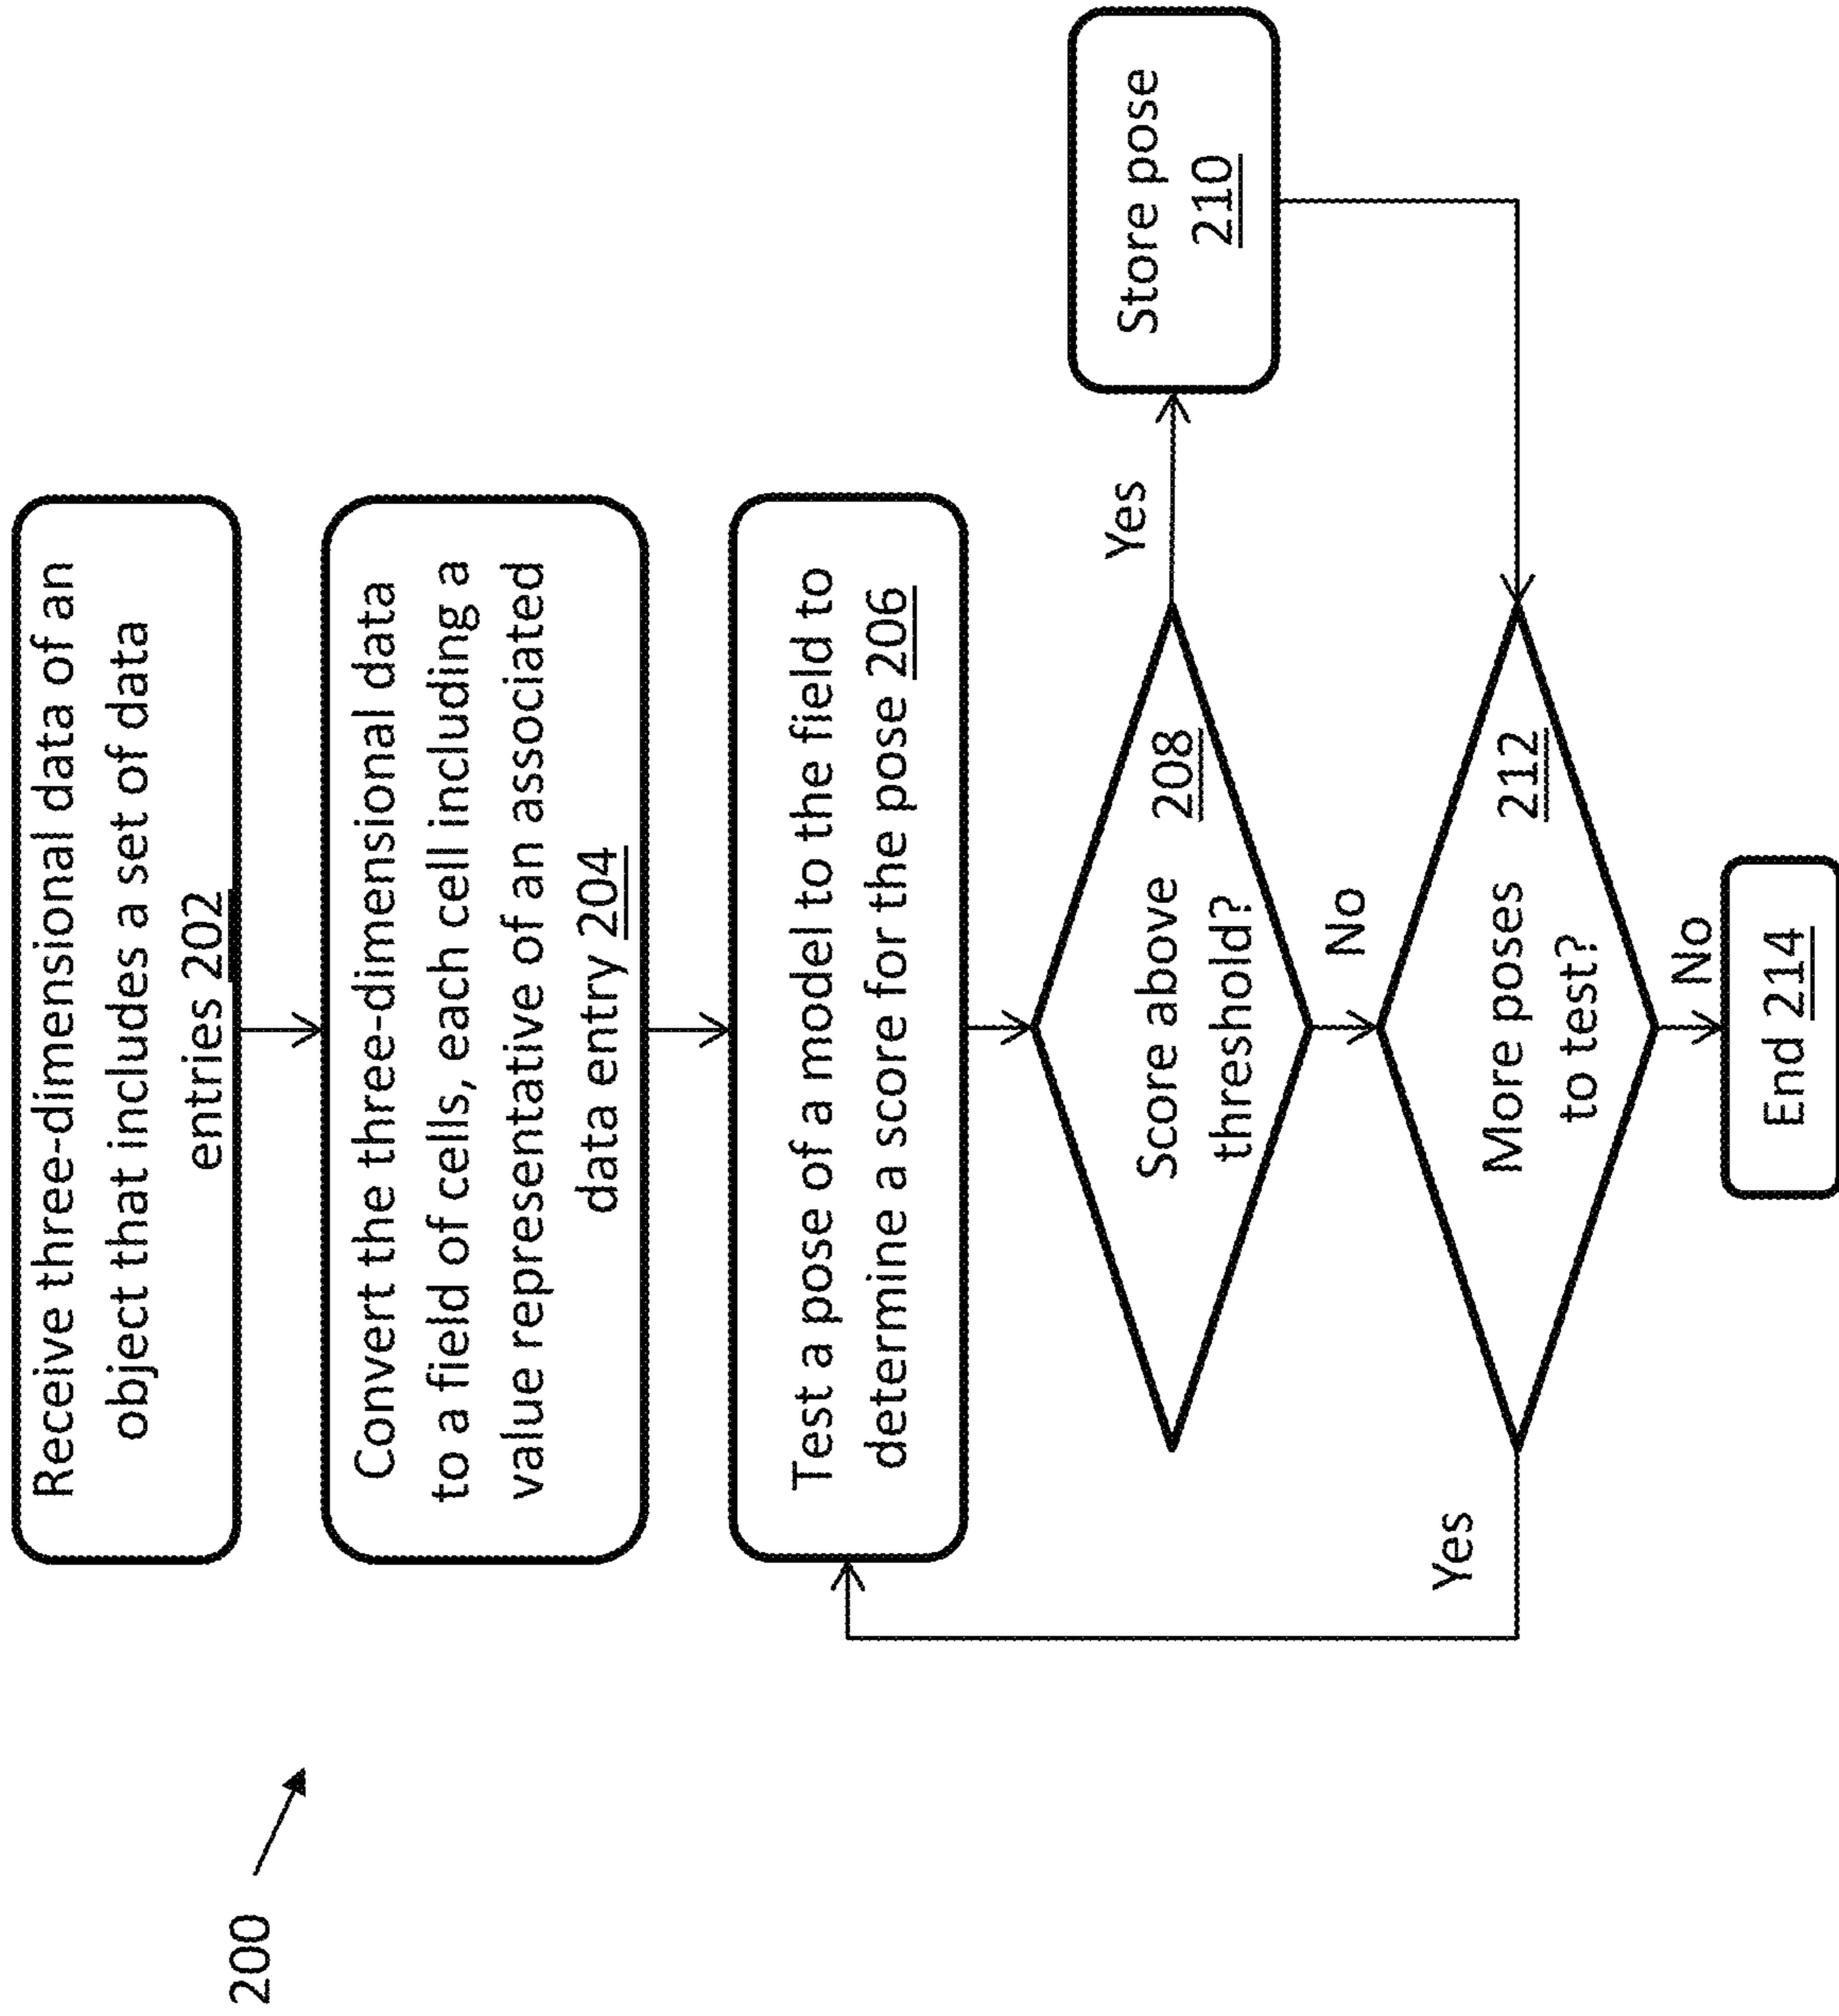 200
Receive three-dimensional data of an
object that includes a set of data
entries 202
Convert the three-dimensional data
to a field of cells, each cell including a
value representative of an associated
data entry 204
Test a pose of a model to the field to
determine a score for the pose 206
Score above
threshold?
208
Yes
Store pose
210
No
More poses
to test?
212
Yes
No
End 214